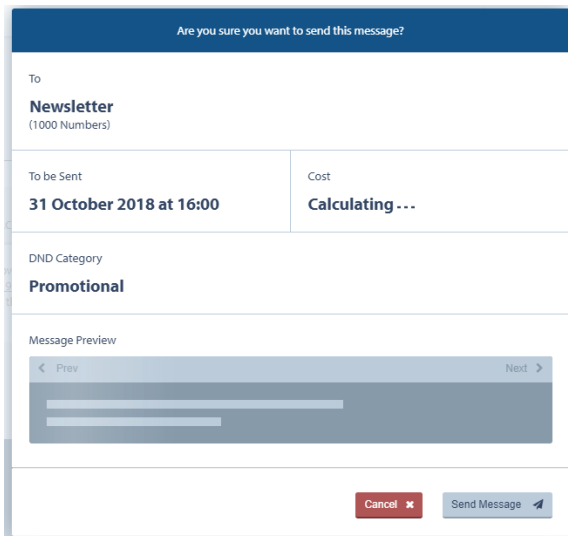 Are you sure you want to send this message?
To
Newsletter
(1000 Numbers)
To be Sent
Cost
31 October 2018 at 16:00
Calculating - - -
DND Category
Promotional
Message Preview
Prev
Next
Cancel
Send Message